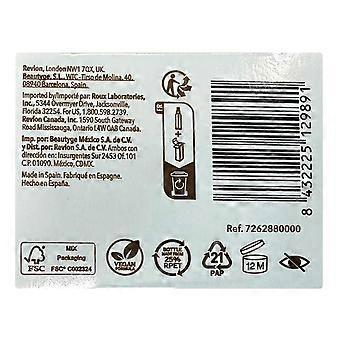 Revlon, London NW1 7QX, UK.
Beautyge, S.L., WTC-Tirso de Molina, 40.
08940 Barcelona, Spain.
Imported by/Importé par: Roux Laboratories,
Inc., 5344 Overmyer Drive, Jacksonville,
Florida 32254. For US 1.800.598.2739.
Revlon Canada, Inc. 1590 South Gateway
Road Mississauga, Ontario L4W 0A8 Canada.
Imp. por: Beautyge México S.A. de C.V.
y Dist. por: Revlon S.A. de C.V. Ambos con
dirección en: Insurgentes Sur 2453 Of. 101
CP. 01090. México, CDMX.
Made in Spain. Fabriqué en Espagne.
Hecho en España.
8 432225 129891
Ref. 7262880000
FSC
MIX
Packaging
FSC® C002324
VEGAN
FORMULA
BOTTLE
MADE FROM
25%
RPET
21
PAP
12 M